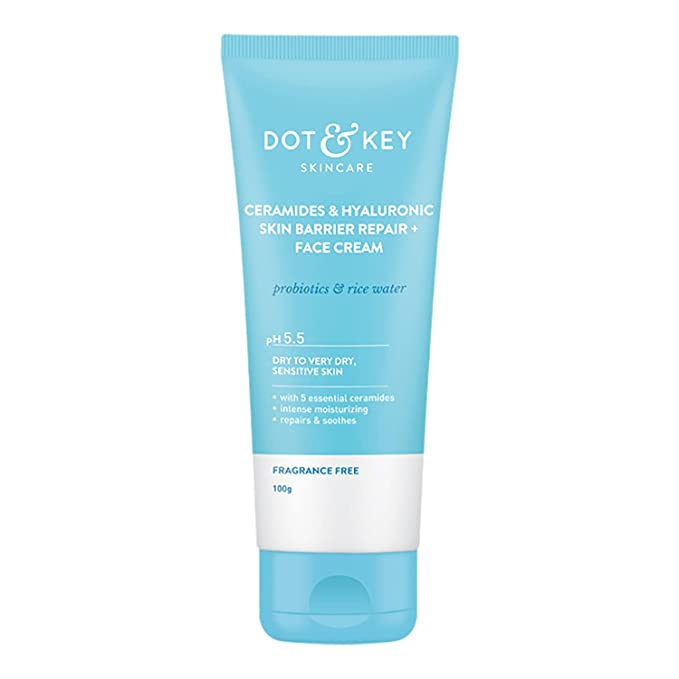 DOT & KEY
SKINCARE
CERAMIDES & HYALURONIC
SKIN BARRIER REPAIR +
FACE CREAM
probiotics & rice water
pH 5.5
DRY TO VERY DRY,
SENSITIVE SKIN
• with 5 essential ceramides
• intense moisturizing
• repairs & soothes
FRAGRANCE FREE
100g